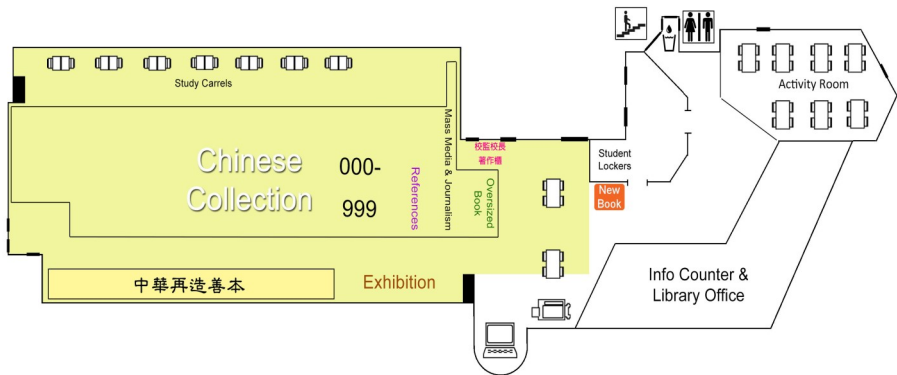 Study Carrels
Activity Room
Chinese
Collection
000-
999
References
Mass Media & Journalism
校監校長
著作櫃
Oversized
Book
Student
Lockers
New
Book
中華再造善本
Exhibition
Info Counter &
Library Office